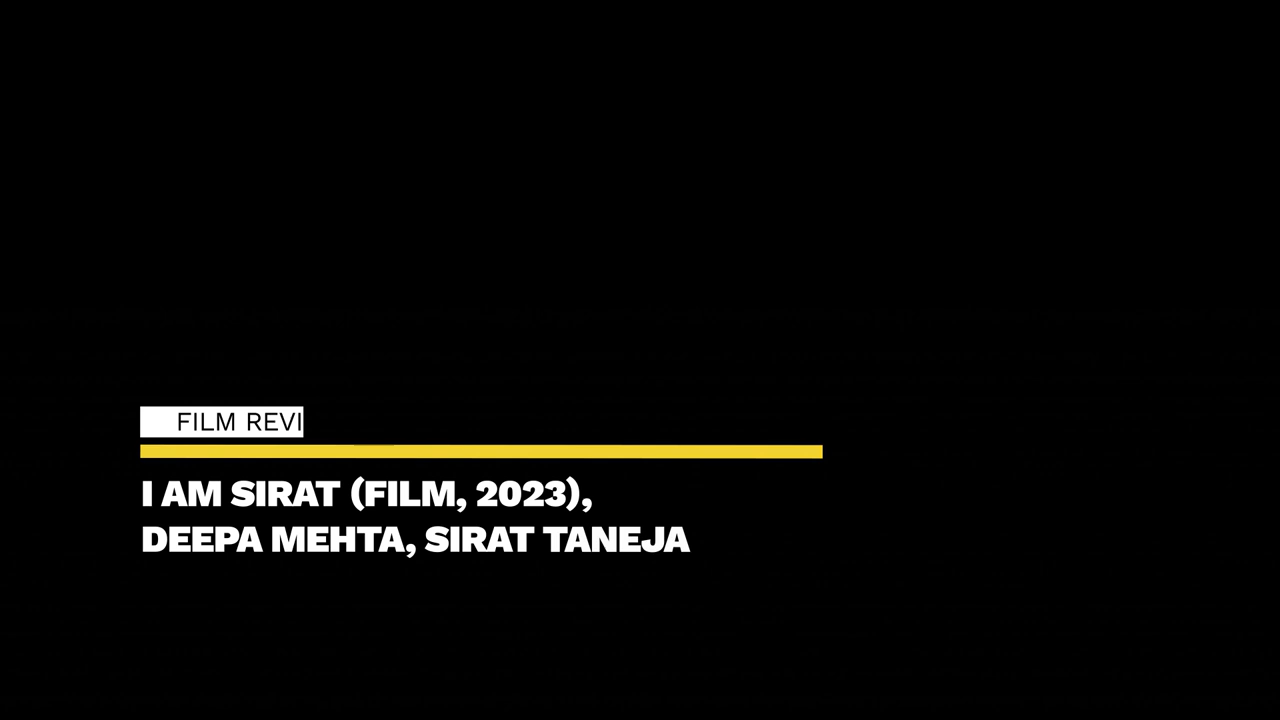 FILM REVI
I AM SIRAT (FILM, 2023),
DEEPA MEHTA, SIRAT TANEJA